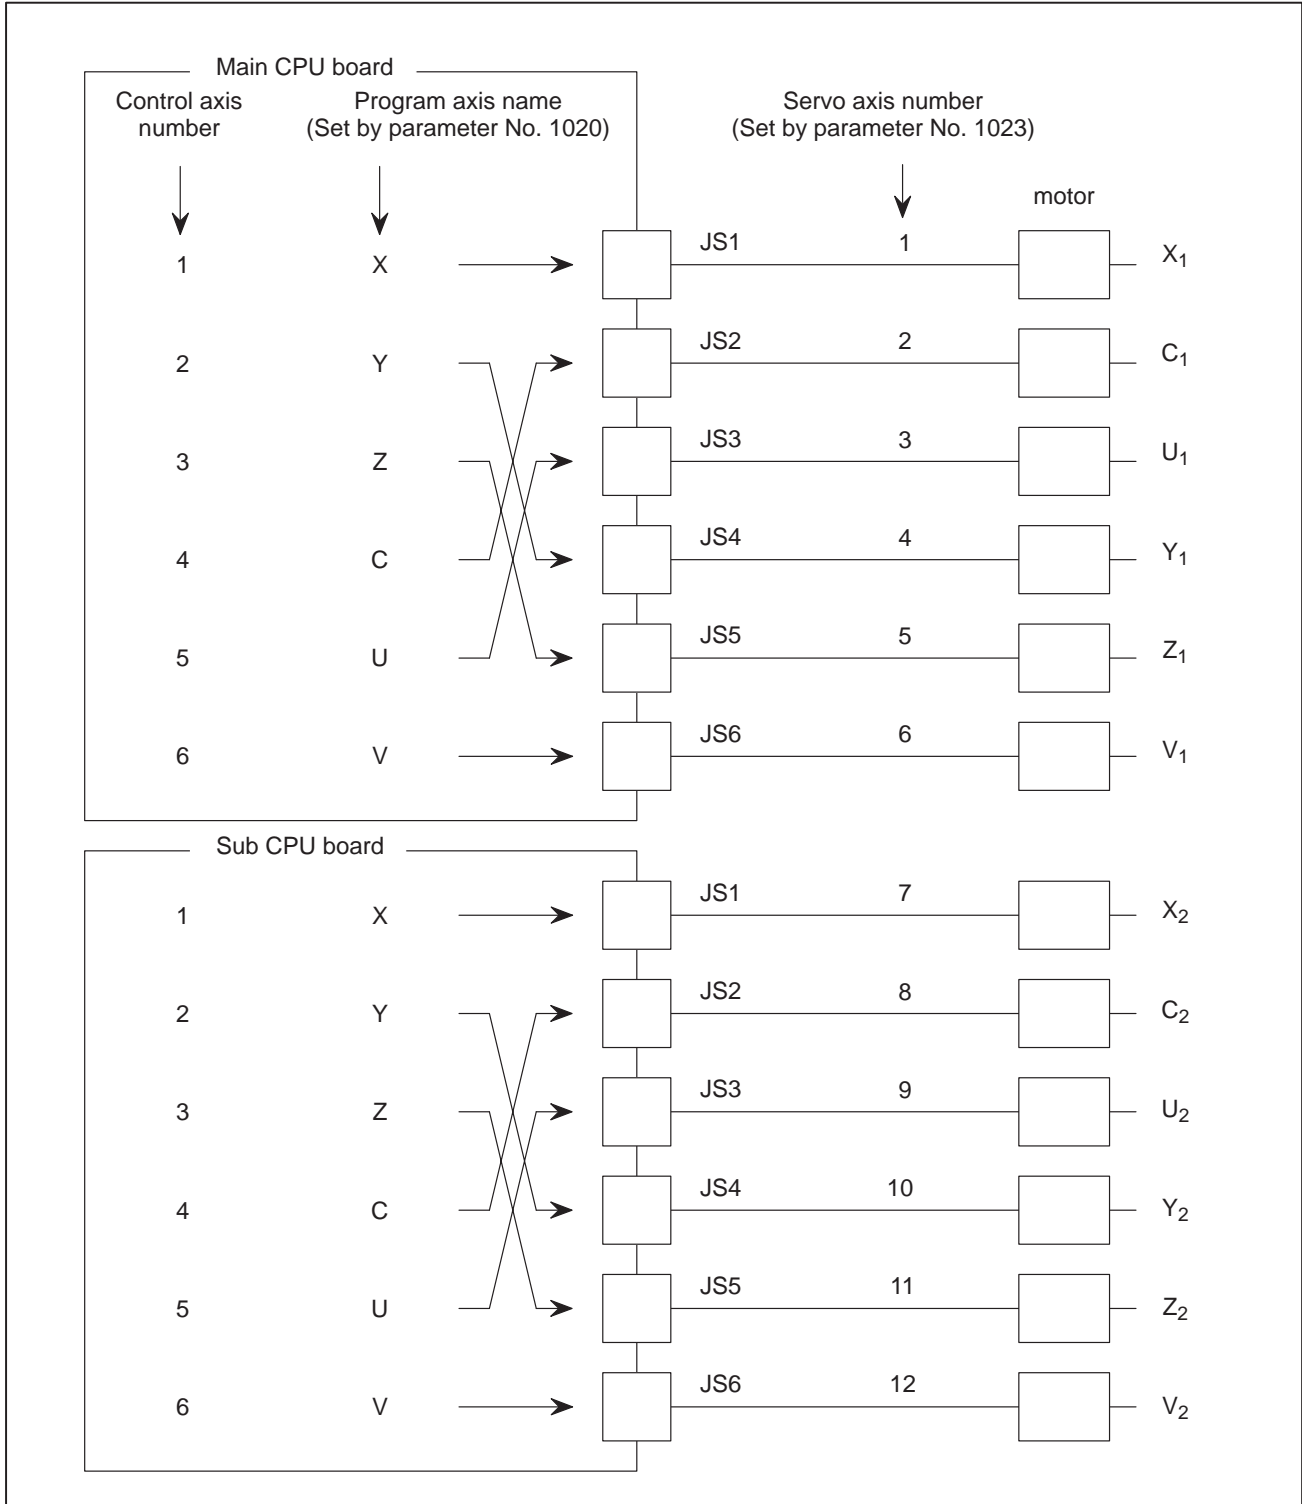 Main CPU board
Control axis number
Program axis name
(Set by parameter No. 1020)
Servo axis number
(Set by parameter No. 1023)
motor
1 X JS1 1 X1
2 Y JS2 2 C1
3 Z JS3 3 U1
4 C JS4 4 Y1
5 U JS5 5 Z1
6 V JS6 6 V1
Sub CPU board
1 X JS1 7 X2
2 Y JS2 8 C2
3 Z JS3 9 U2
4 C JS4 10 Y2
5 U JS5 11 Z2
6 V JS6 12 V2